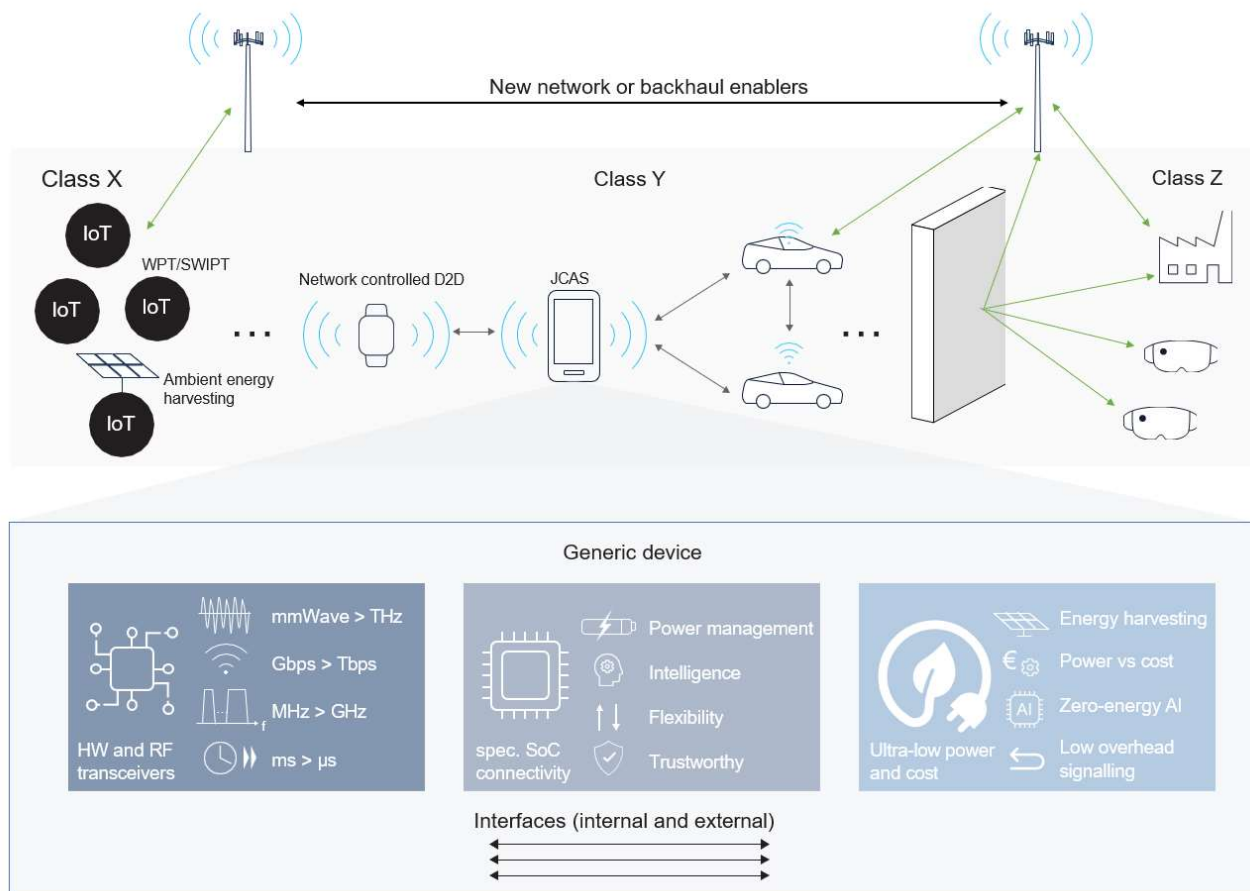 New network or backhaul enablers
Class X
Class Y
Class Z
IoT
WPT/SWIPT
IoT
IoT
Network controlled D2D
JCAS
...
...
Ambient energy
harvesting
IoT
Generic device
mmWave > THz
Gbps > Tbps
MHz > GHz
f
ms > µs
HW and RF
transceivers
Power management
Intelligence
Flexibility
Trustworthy
spec. SoC
connectivity
Energy harvesting
€
Power vs cost
AI
Zero-energy AI
Low overhead
signalling
Ultra-low power
and cost
Interfaces (internal and external)